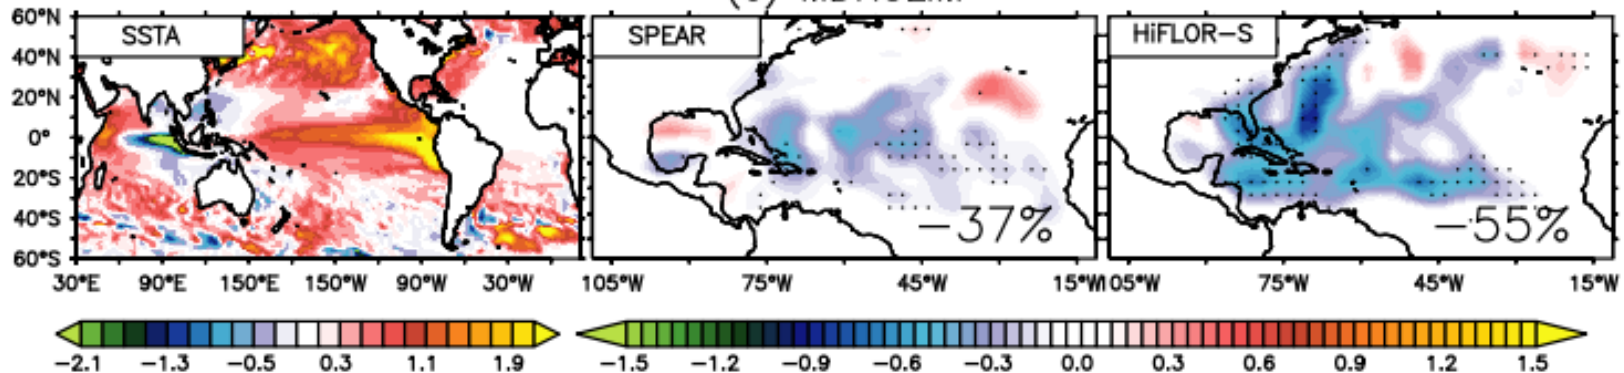 SSTA
SPEAR
HiFLOR-S
60°N
40°N
20°N
0°
20°S
40°S
60°S
-37%
-55%
30°E 90°E 150°E 150°W 90°W 30°W
105°W 75°W 45°W 15°W
05°W 75°W 45°W 15°W
-2.1 -1.3 -0.5 0.3 1.1 1.9
-1.5 -1.2 -0.9 -0.6 -0.3 0.0 0.3 0.6 0.9 1.2 1.5